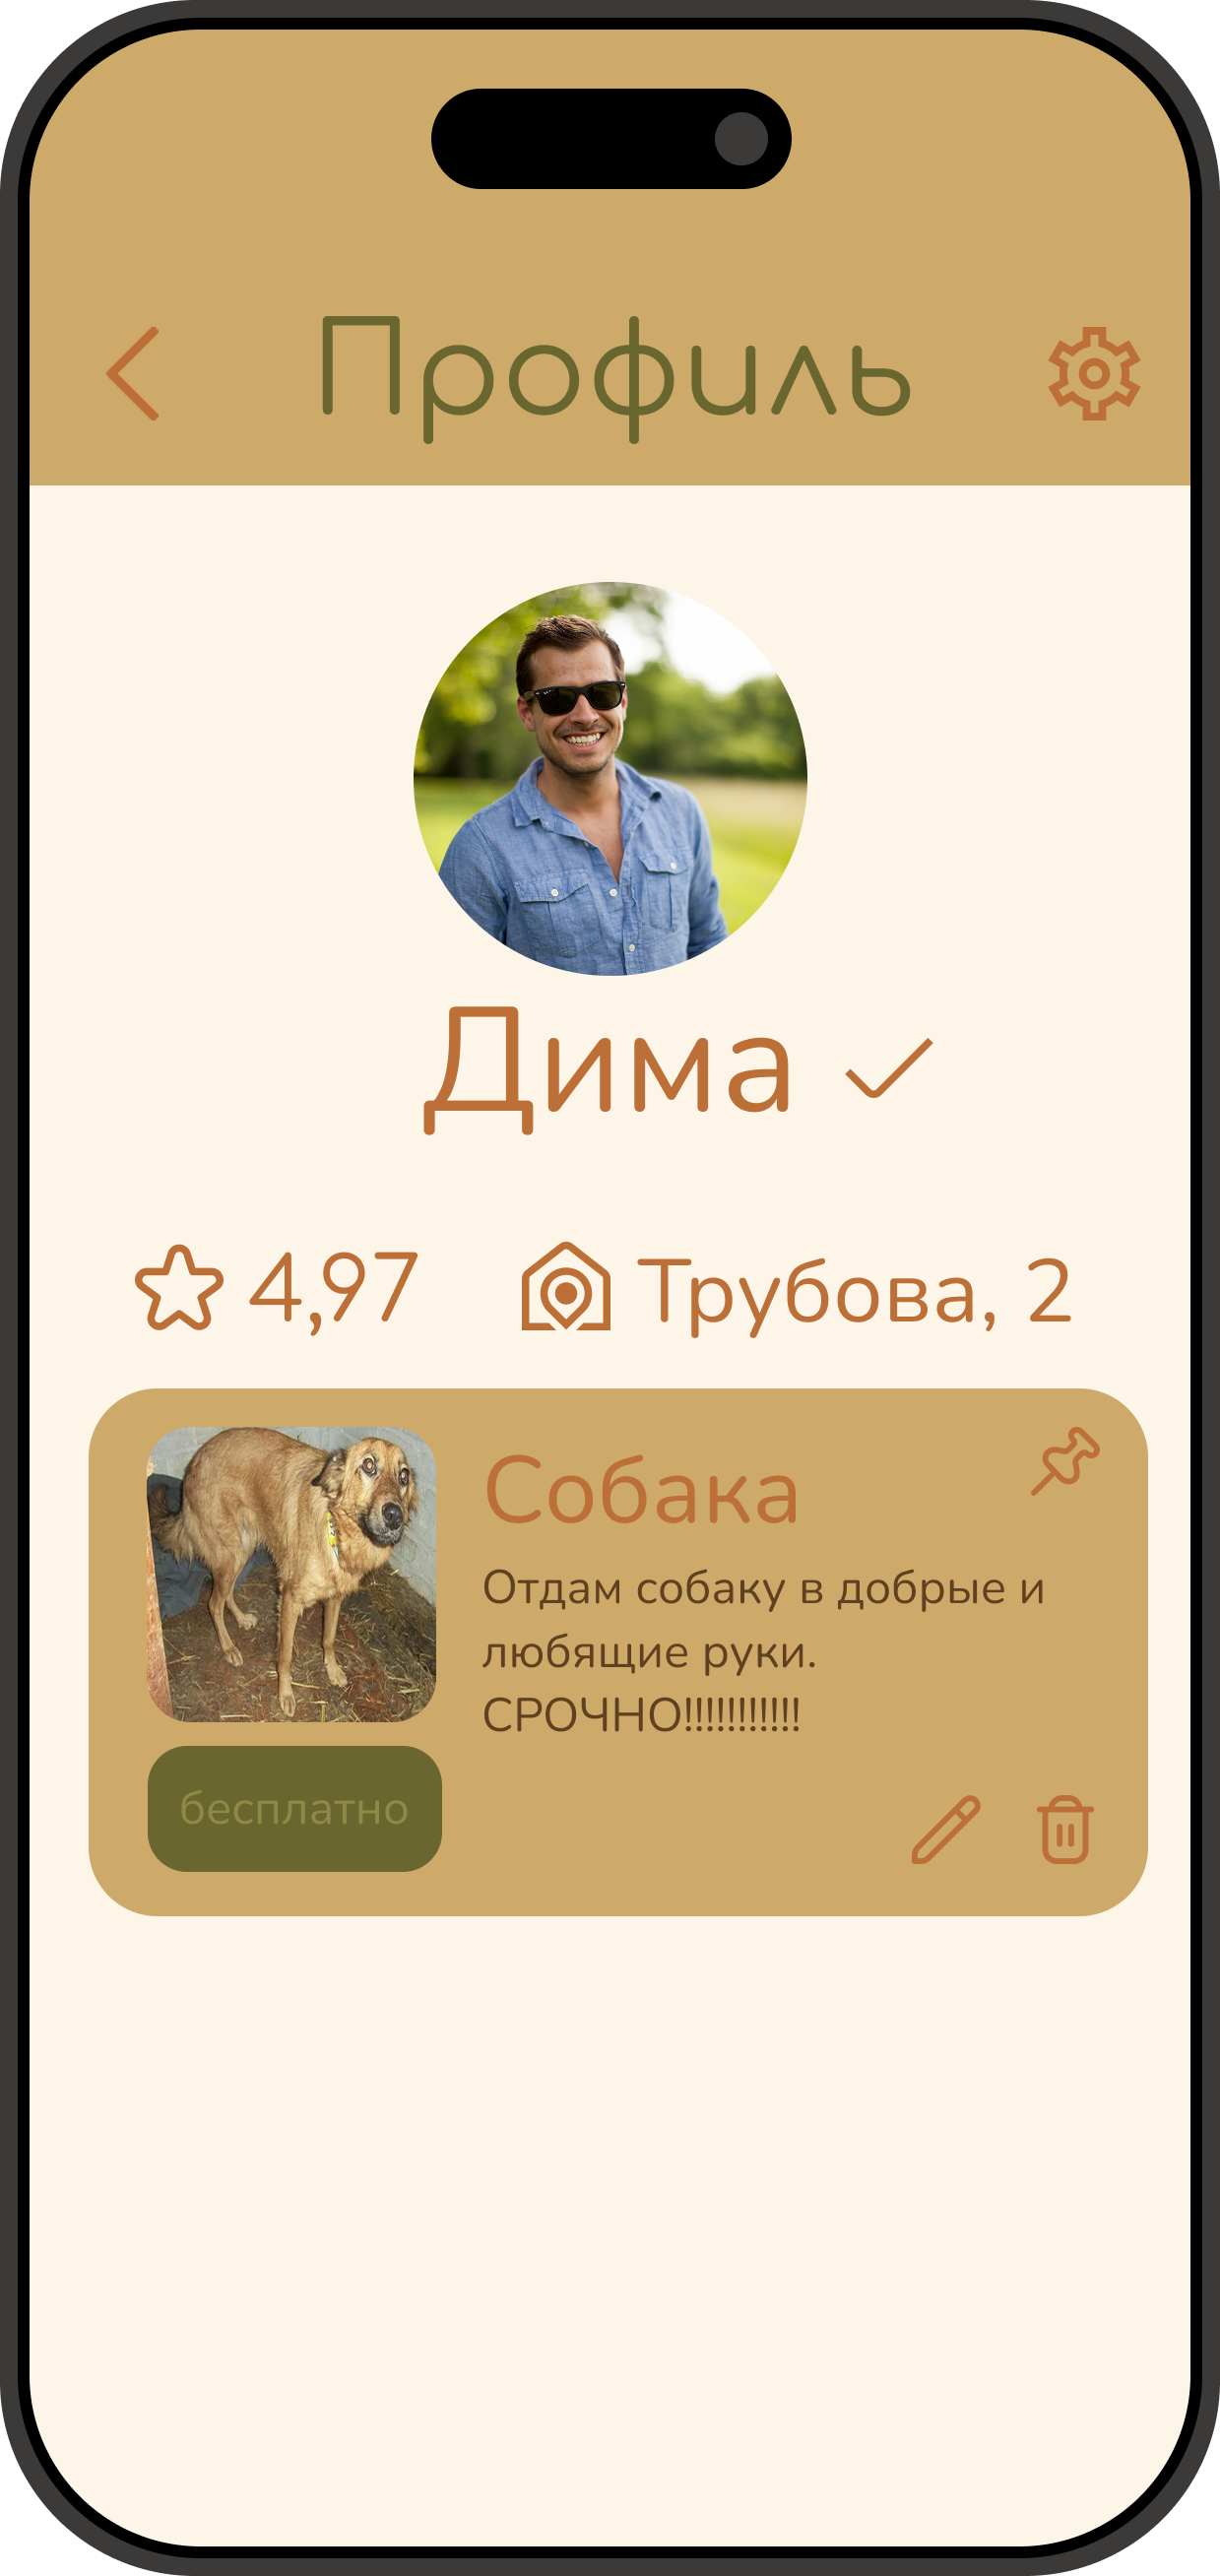 Профиль
Дима
4,97
Трубова, 2
Собака
Отдам собаку в добрые и
любящие руки.
СРОЧНО!!!!!!!!!!!
бесплатно